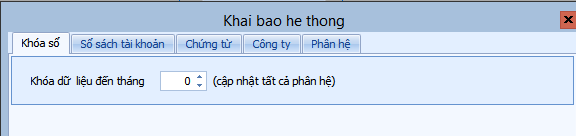 Khai bao he thong
Khóa sổ Sổ sách tài khoản Chứng từ Công ty Phân hệ
Khóa dữ liệu đến tháng 0 (cập nhật tất cả phân hệ)